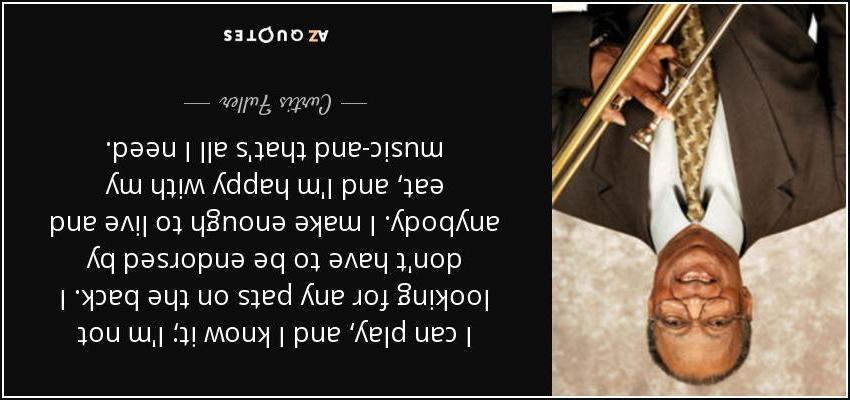 I can play, and I know it; I'm not
looking for any pats on the back. I
don't have to be endorsed by
anybody. I make enough to live and
eat, and I'm happy with my
music-and that's all I need.
— Curtis Fuller —
AZ QUOTES